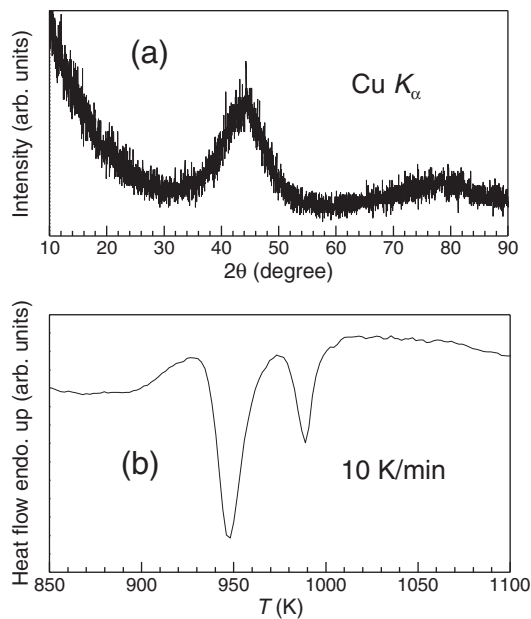 (a)
Cu Kα
Intensity (arb. units)
10 20 30 40 50 60 70 80 90
2θ (degree)
Heat flow endo. up (arb. units)
(b)
10 K/min
850 900 950 1000 1050 1100
T (K)